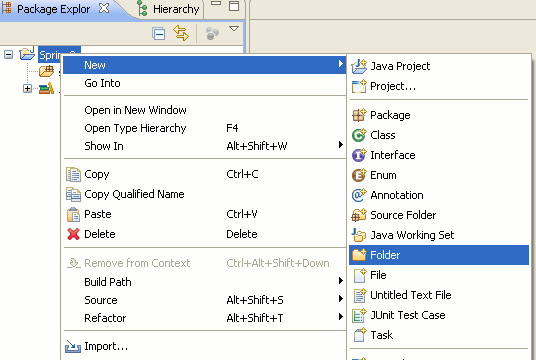 Package Explor
Hierarchy
New
Go Into
Open in New Window
Open Type Hierarchy F4
Show In Alt+Shift+W
Copy Ctrl+C
Copy Qualified Name
Paste Ctrl+V
Delete Delete
Remove from Context Ctrl+Alt+Shift+Down
Build Path
Source Alt+Shift+S
Refactor Alt+Shift+T
Import...
Java Project
Project...
Package
Class
Interface
Enum
Annotation
Source Folder
Java Working Set
Folder
File
Untitled Text File
JUnit Test Case
Task